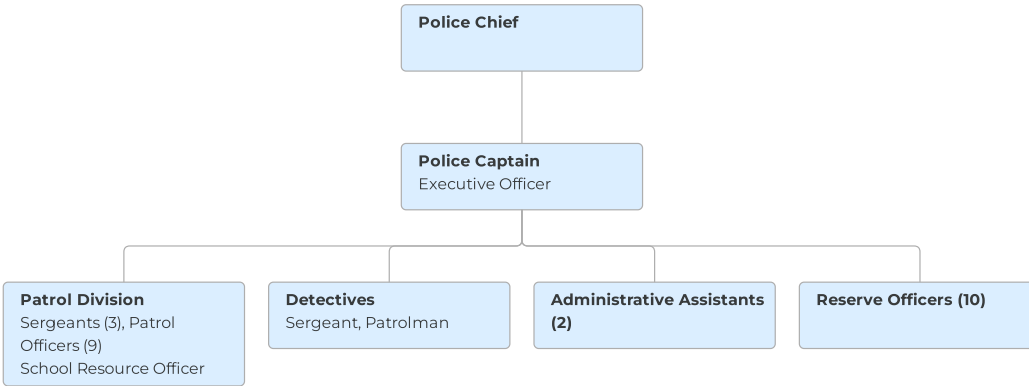 Police Chief
Police Captain
Executive Officer
Patrol Division
Sergeants (3), Patrol
Officers (9)
School Resource Officer
Detectives
Sergeant, Patrolman
Administrative Assistants
(2)
Reserve Officers (10)